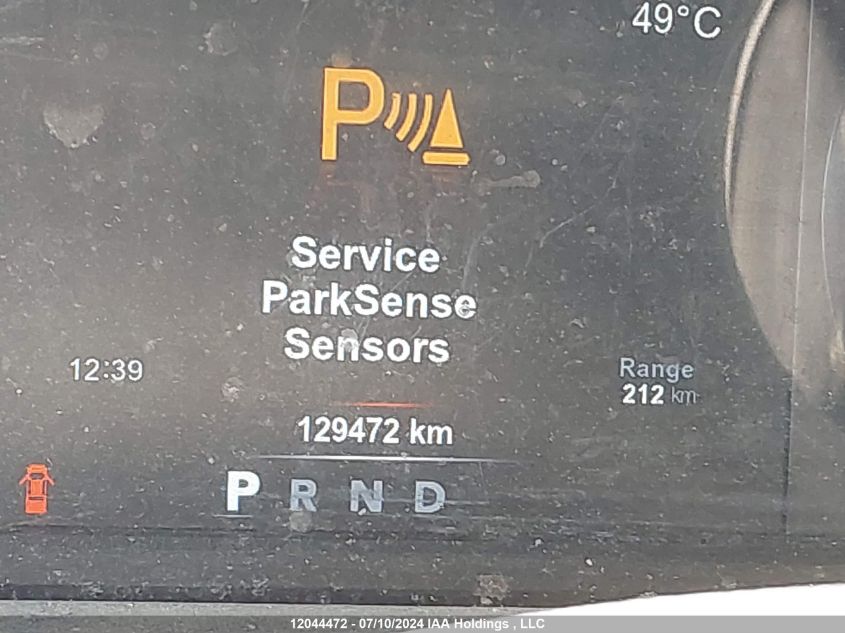 49°C
P
Service
ParkSense
Sensors
12:39
Range
212 km
129472 km
P R N D
12044472 - 07/10/2024 IAA Holdings , LLC